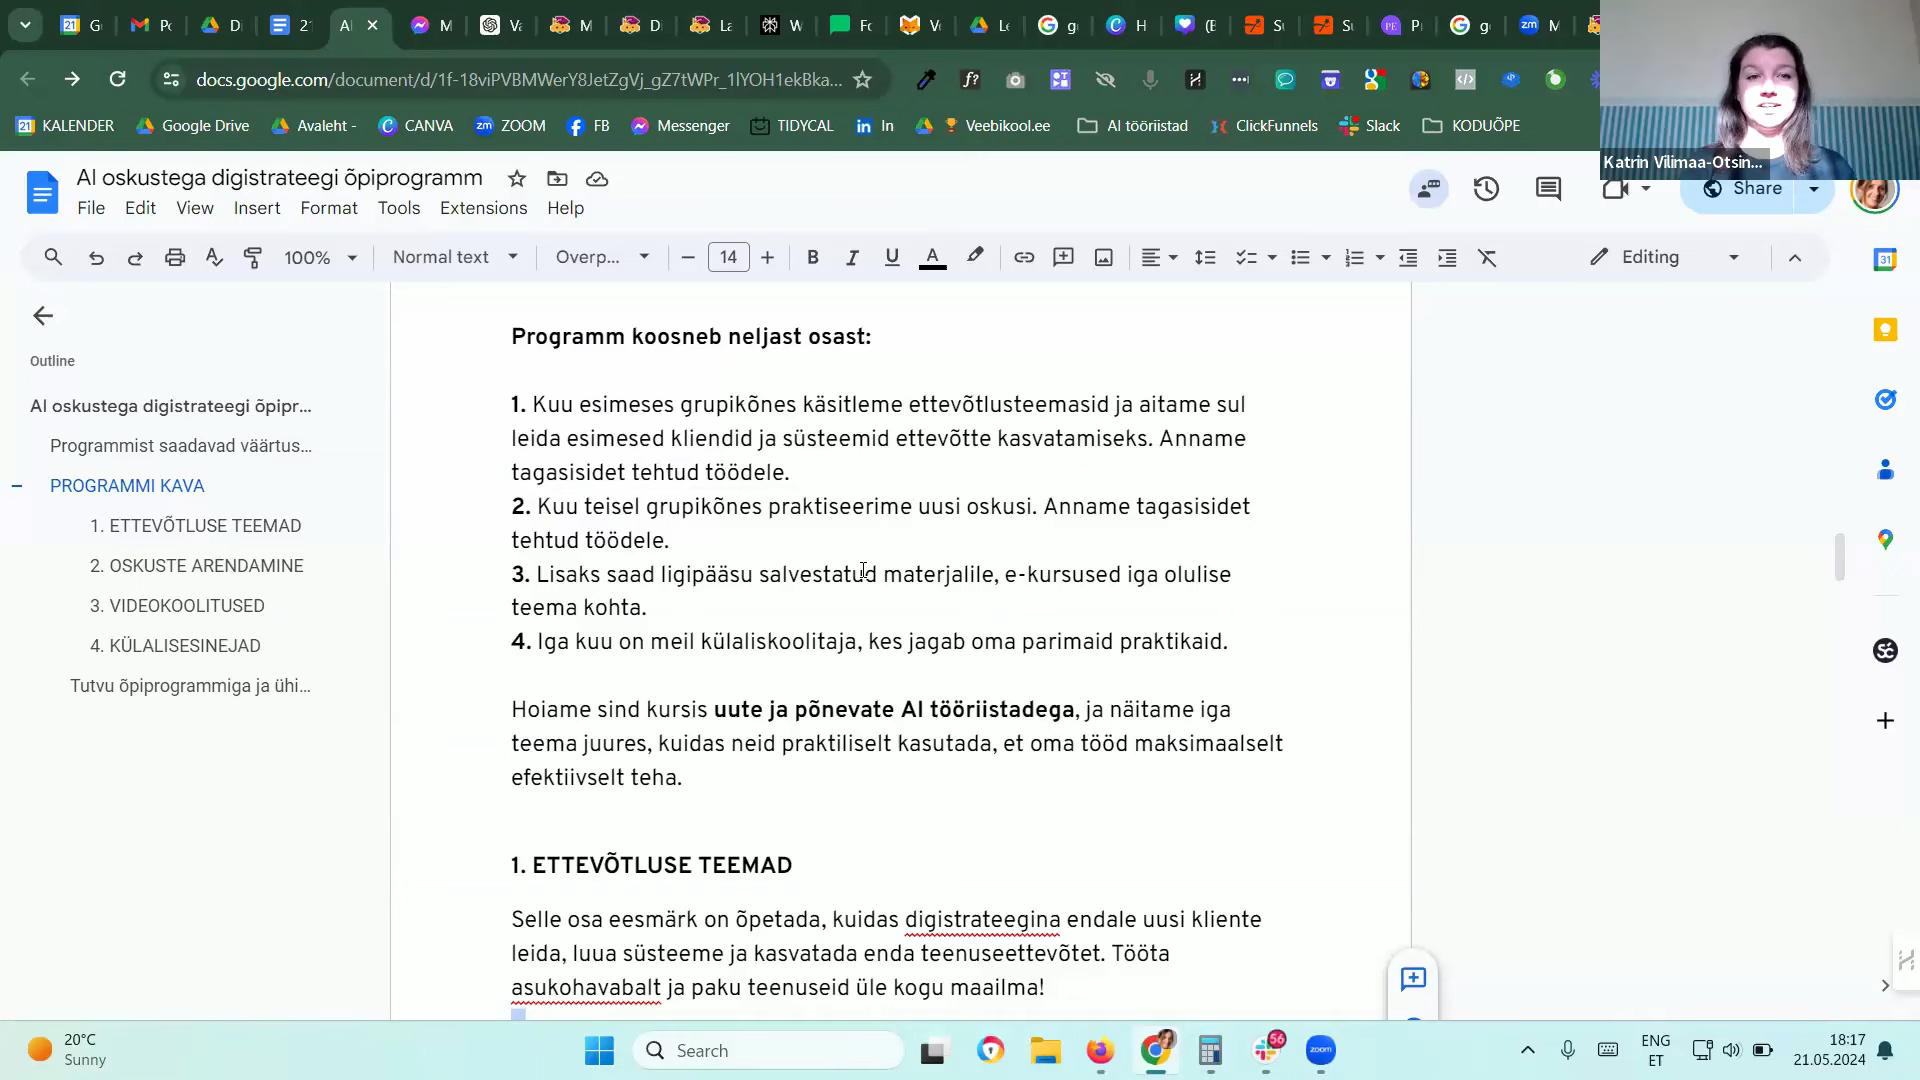 docs.google.com/document/d/1f-18viPVBMWerY8JetZgVj_gZ7tWPr_1lYOH1ekBka...
KALENDER Google Drive Avaleht - CANVA ZOOM FB Messenger TIDYCAL In Veebikool.ee AI tööriistad ClickFunnels Slack KODUÕPE
Katrin Vilimaa-Otsin...
AI oskustega digistrateegi õpiprogramm
File Edit View Insert Format Tools Extensions Help
Share
100% Normal text Overp... 14 Editing
Outline
AI oskustega digistrateegi õpipr...
Programmist saadavad väärtus...
PROGRAMMI KAVA
1. ETTEVÕTLUSE TEEMAD
2. OSKUSTE ARENDAMINE
3. VIDEOKOOLITUSED
4. KÜLALISESINEJAD
Tutvu õpiprogrammiga ja ühi...
Programm koosneb neljast osast:
1. Kuu esimeses grupikõnes käsitleme ettevõtlusteemasid ja aitame sul
leida esimesed kliendid ja süsteemid ettevõtte kasvatamiseks. Anname
tagasisidet tehtud töödele.
2. Kuu teisel grupikõnes praktiseerime uusi oskusi. Anname tagasisidet
tehtud töödele.
3. Lisaks saad ligipääsu salvestatud materjalile, e-kursused iga olulise
teema kohta.
4. Iga kuu on meil külaliskoolitaja, kes jagab oma parimaid praktikaid.
Hoiame sind kursis uute ja põnevate AI tööriistadega, ja näitame iga
teema juures, kuidas neid praktiliselt kasutada, et oma tööd maksimaalselt
efektiivselt teha.
1. ETTEVÕTLUSE TEEMAD
Selle osa eesmärk on õpetada, kuidas digistrateegina endale uusi kliente
leida, luua süsteeme ja kasvatada enda teenuseettevõtet. Tööta
asukohavabalt ja paku teenuseid üle kogu maailma!
20°C
Sunny
Search
56
zoom
ENG
ET
18:17
21.05.2024